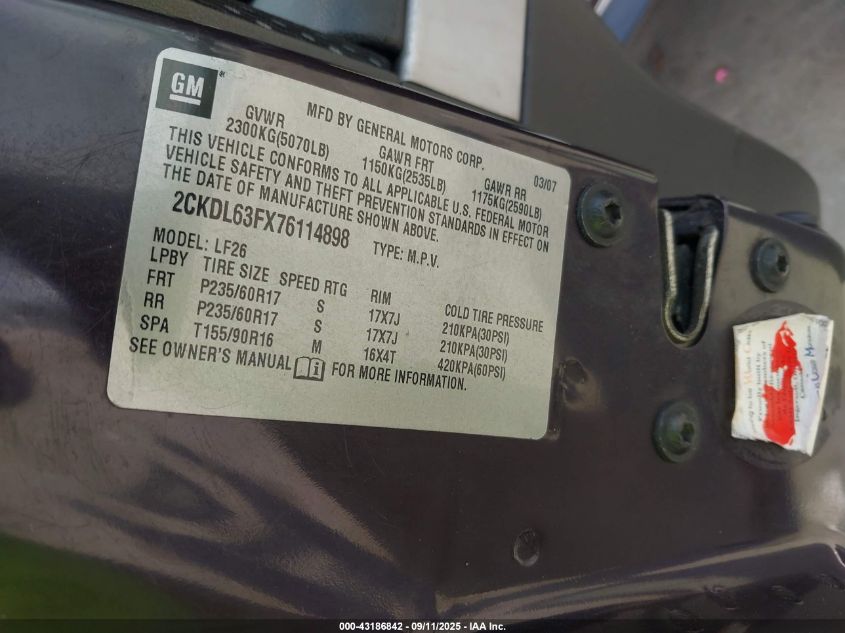 GM
MFD BY GENERAL MOTORS CORP. 03/07
GVWR GAWR FRT GAWR RR
2300KG(5070LB) 1150KG(2535LB) 1175KG(2590LB)
THIS VEHICLE CONFORMS TO ALL APPLICABLE U.S. FEDERAL MOTOR
VEHICLE SAFETY AND THEFT PREVENTION STANDARDS IN EFFECT ON
THE DATE OF MANUFACTURE SHOWN ABOVE.
2CKDL63FX76114898 TYPE: M.P.V.
MODEL: LF26
LPBY TIRE SIZE SPEED RTG RIM COLD TIRE PRESSURE
FRT P235/60R17 S 17X7J 210KPA(30PSI)
RR P235/60R17 S 17X7J 210KPA(30PSI)
SPA T155/90R16 M 16X4T 420KPA(60PSI)
SEE OWNER'S MANUAL FOR MORE INFORMATION.
000-43186842 - 09/11/2025 - IAA Inc.